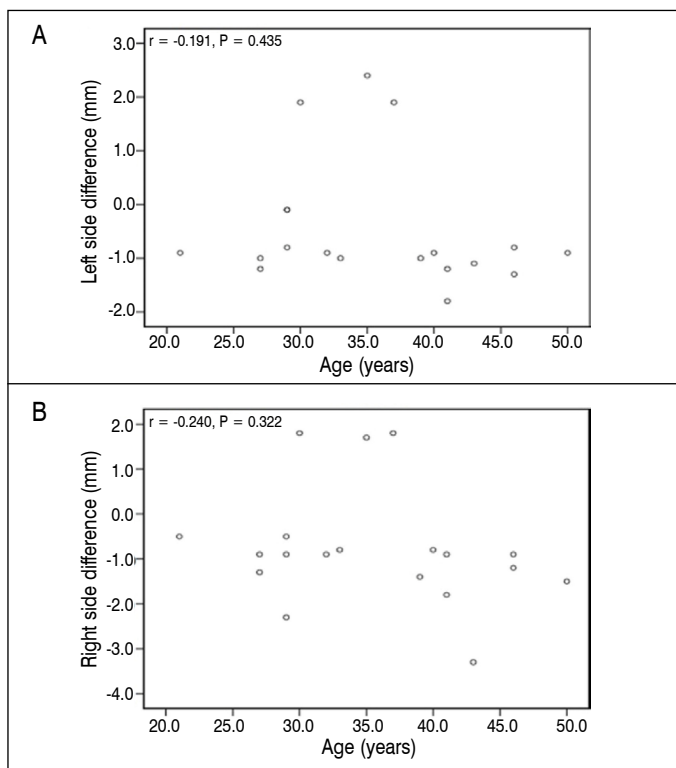 A
r = -0.191, P = 0.435
Left side difference (mm)
3.0
2.0
1.0
0.0
-1.0
-2.0
20.0 25.0 30.0 35.0 40.0 45.0 50.0
Age (years)
B
r = -0.240, P = 0.322
Right side difference (mm)
2.0
1.0
0.0
-1.0
-2.0
-3.0
-4.0
20.0 25.0 30.0 35.0 40.0 45.0 50.0
Age (years)